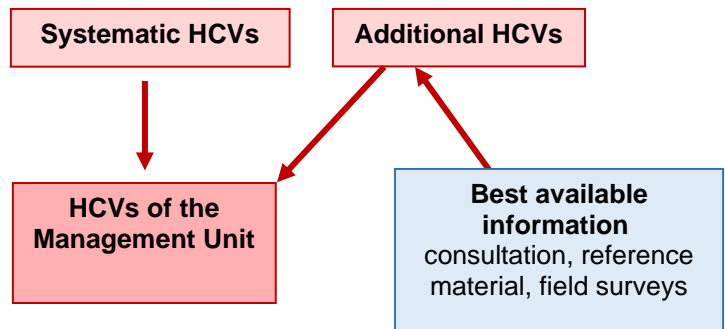 Systematic HCVs
Additional HCVs
HCVs of the
Management Unit
Best available
information
consultation, reference
material, field surveys